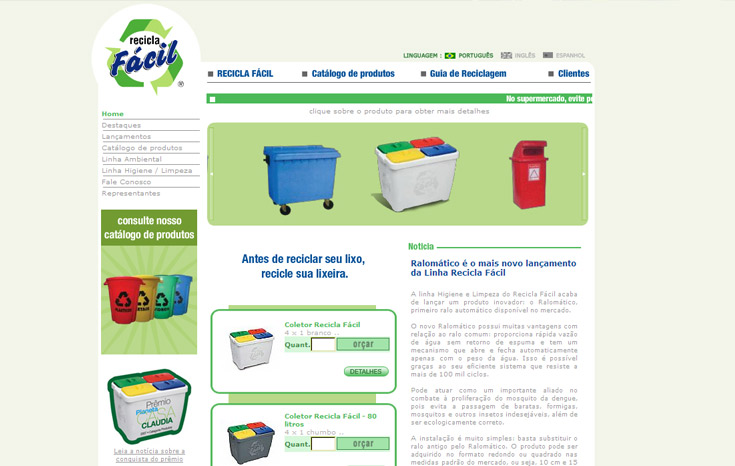 recicla
Fácil
®
LINGUAGEM : PORTUGUÊS INGLÊS ESPANHOL
RECICLA FÁCIL Catálogo de produtos Guia de Reciclagem Clientes
No supermercado, evite pe
clique sobre o produto para obter mais detalhes
Home
Destaques
Lançamentos
Catálogo de produtos
Linha Ambiental
Linha Higiene / Limpeza
Fale Conosco
Representantes
consulte nosso
catálogo de produtos
Prêmio
Planeta
CASA
CLAUDIA
Leia a notícia sobre a
conquista do prêmio
Antes de reciclar seu lixo,
recicle sua lixeira.
Coletor Recicla Fácil
4 x 1 branco ..
Quant. orçar
DETALHES
Coletor Recicla Fácil - 80
litros
4 x 1 chumbo ..
Quant. orçar
Notícia
Ralomático é o mais novo lançamento
da Linha Recicla Fácil
A linha Higiene e Limpeza do Recicla Fácil acaba
de lançar um produto inovador: o Ralomático,
primeiro ralo automático disponível no mercado.
O novo Ralomático possui muitas vantagens com
relação ao ralo comum: proporciona rápida vazão
de água sem retorno de espuma e tem um
mecanismo que abre e fecha automaticamente
apenas com o peso da água. Isso é possível
graças ao seu eficiente sistema que resiste a
mais de 100 mil ciclos.
Pode atuar como um importante aliado no
combate à proliferação do mosquito da dengue,
pois evita a passagem de baratas, formigas,
mosquitos e outros insetos indesejáveis, além de
ser ecologicamente correto.
A instalação é muito simples: basta substituir o
ralo antigo pelo Ralomático. O produto pode ser
adquirido no formato redondo ou quadrado nas
medidas padrão do mercado, ou seja, 10 cm e 15